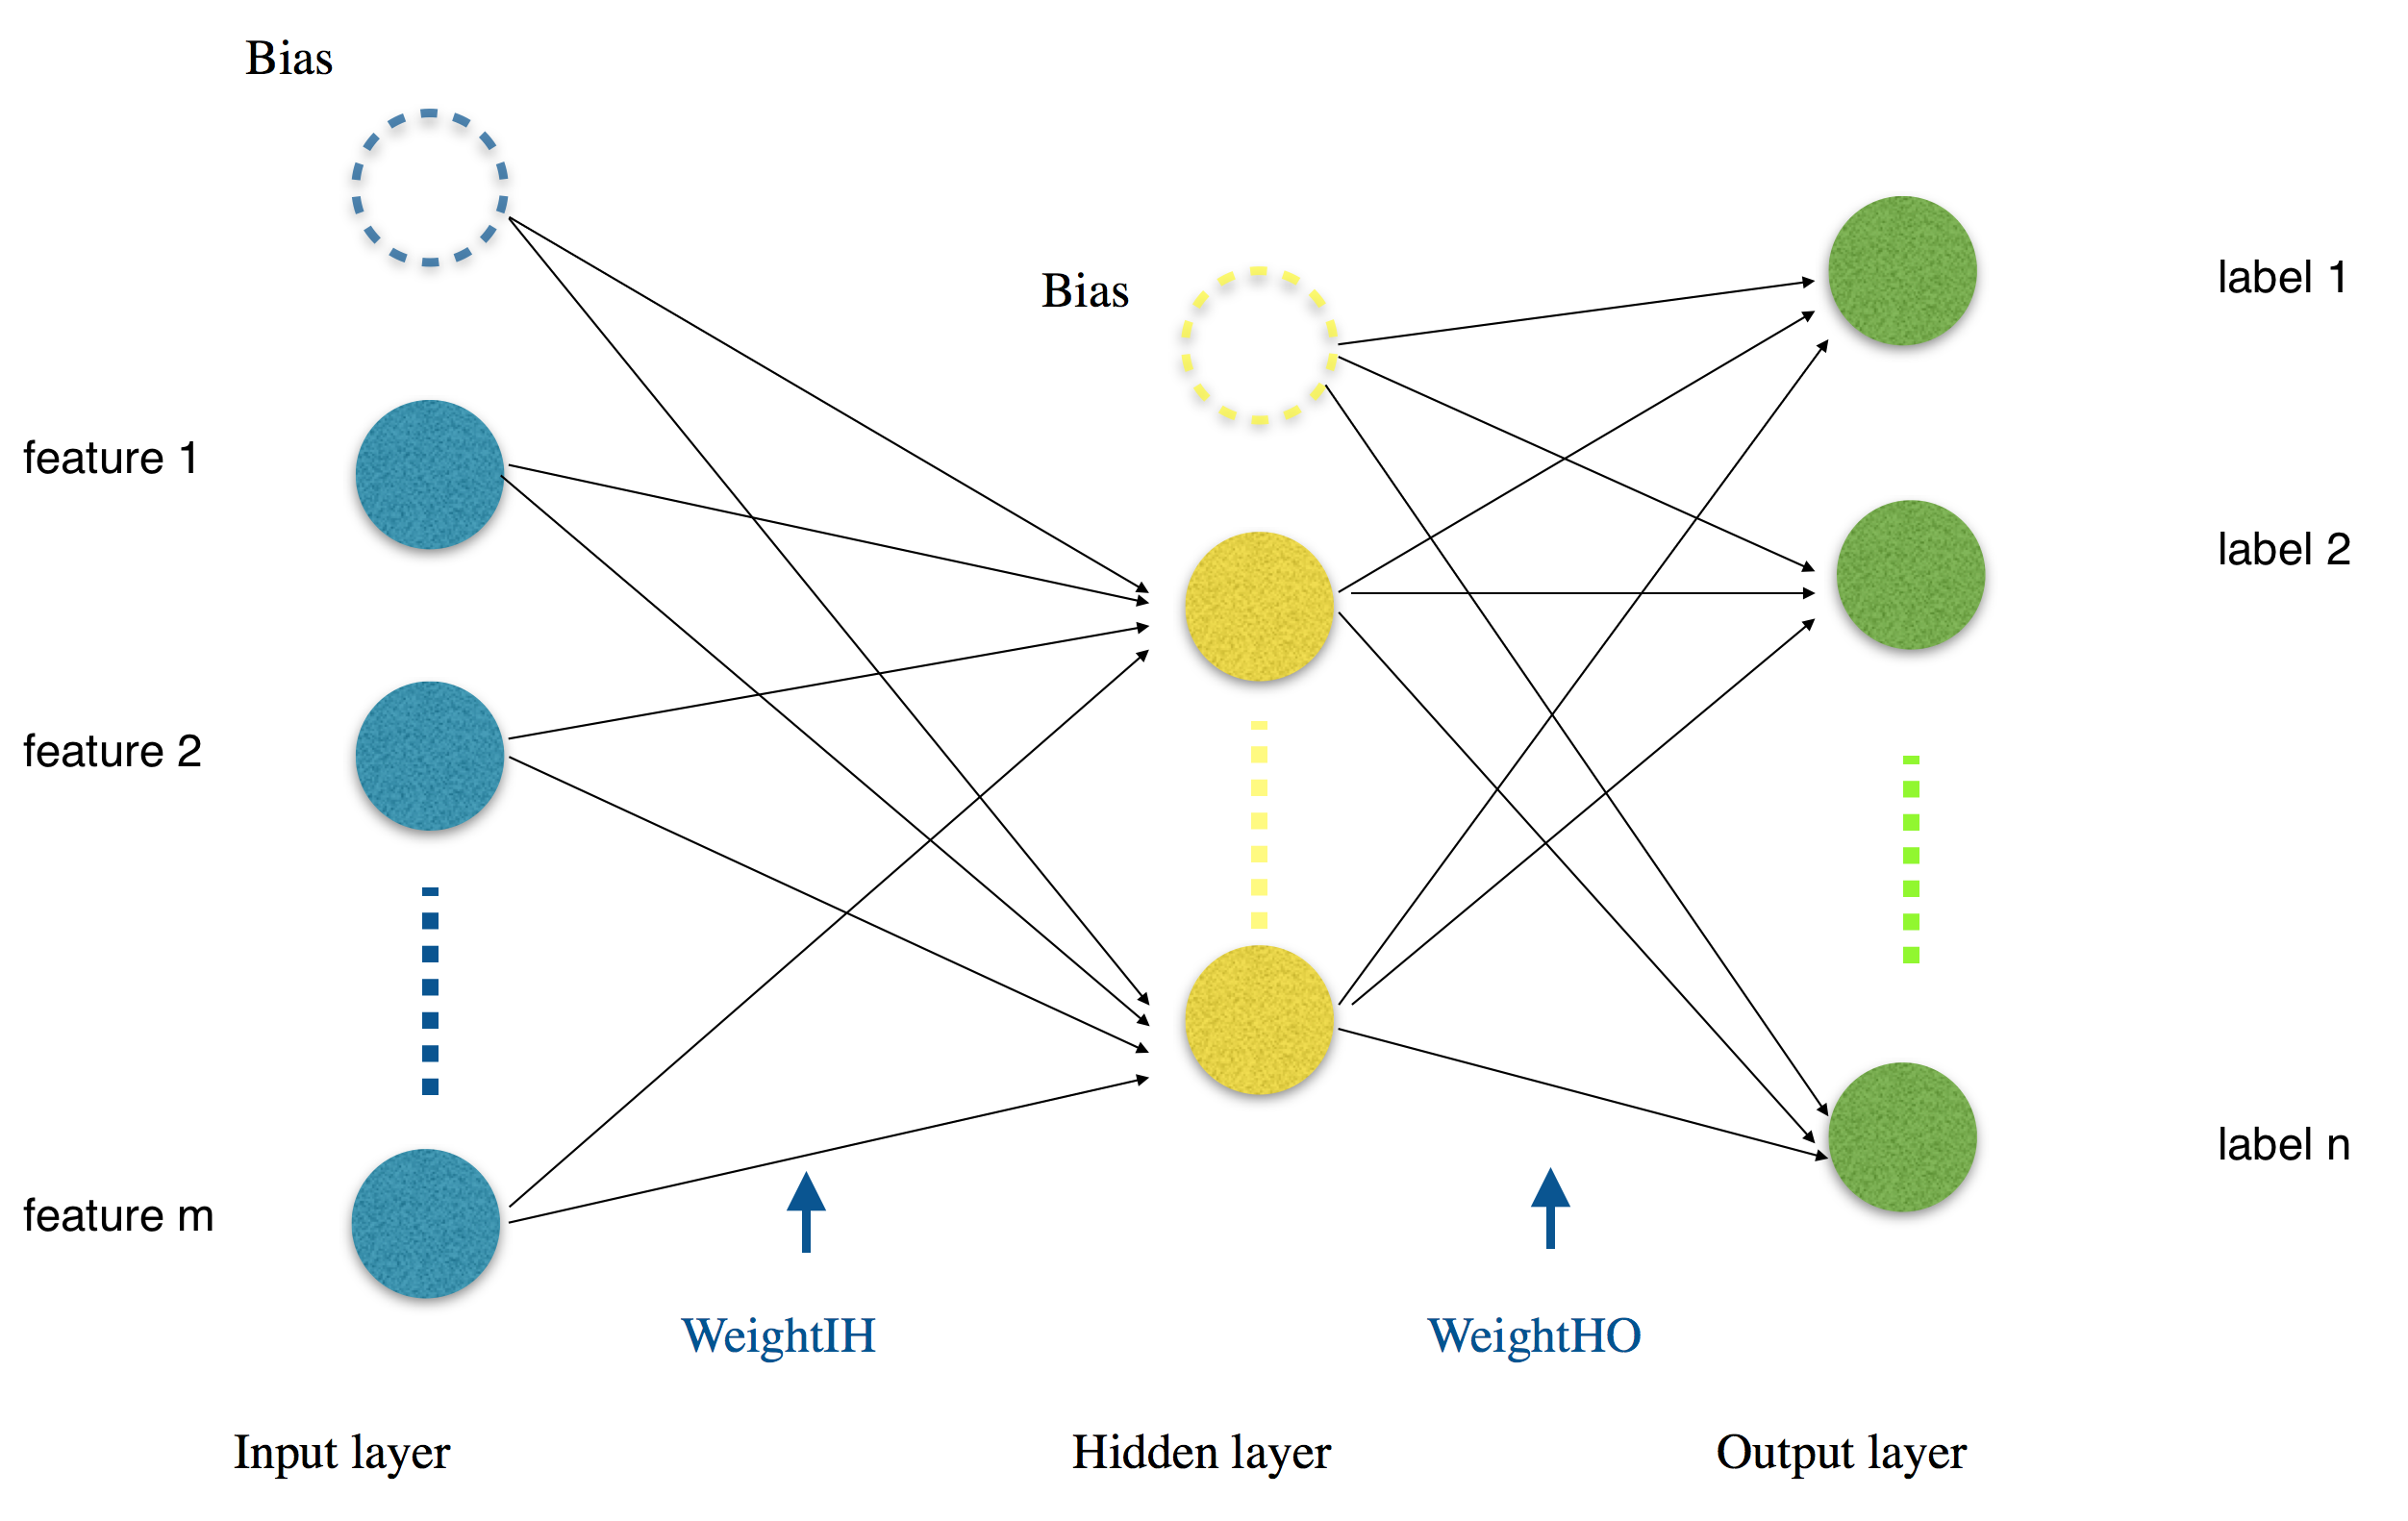 Bias
Bias
label 1
feature 1
label 2
feature 2
label n
feature m
WeightIH
WeightHO
Input layer
Hidden layer
Output layer